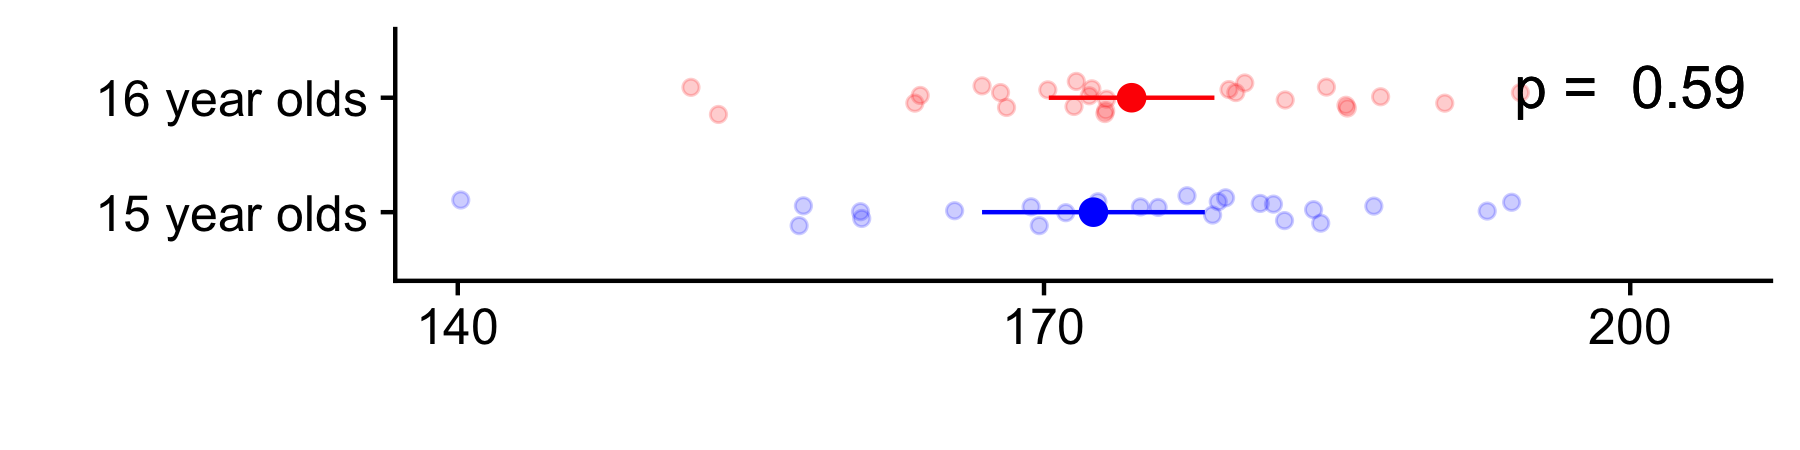 16 year olds
p = 0.59
15 year olds
140 170 200